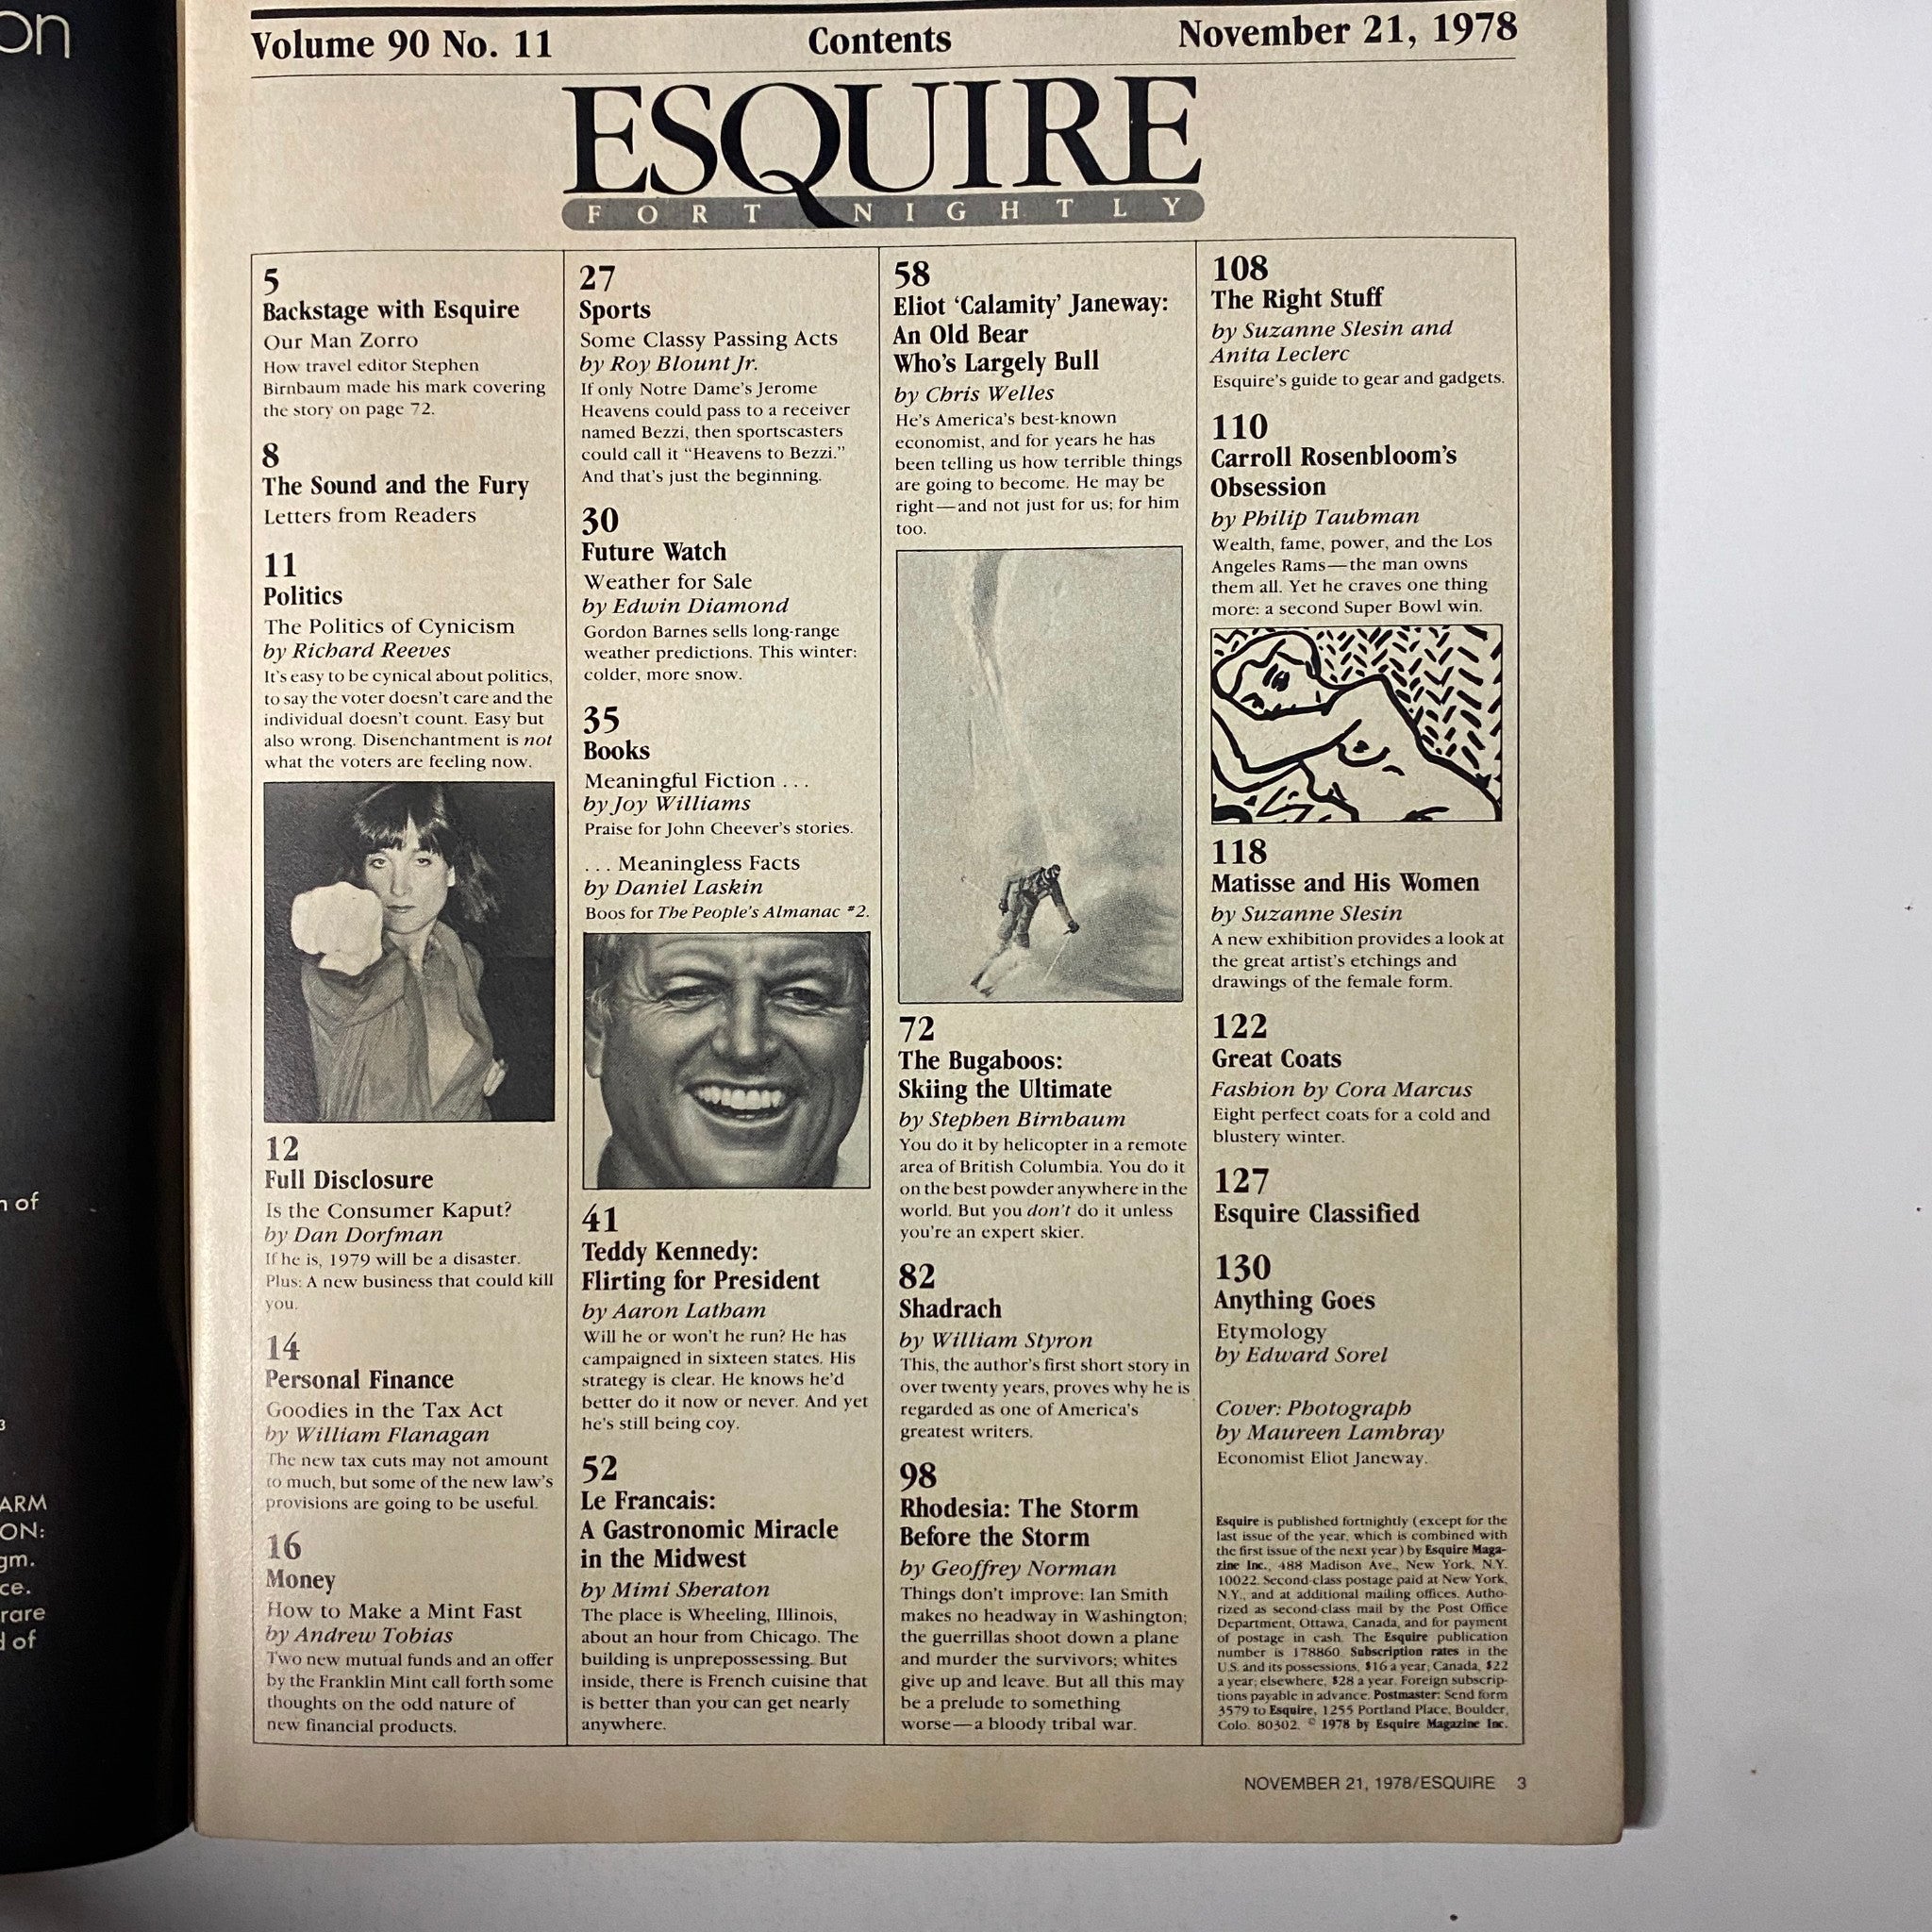 on
n of
3
ARM
ON:
gm.
ce.
rare
d of
Volume 90 No. 11
Contents
November 21, 1978
ESQUIRE
FORTNIGHTLY
5
Backstage with Esquire
Our Man Zorro
How travel editor Stephen
Birnbaum made his mark covering
the story on page 72.
8
The Sound and the Fury
Letters from Readers
11
Politics
The Politics of Cynicism
by Richard Reeves
It's easy to be cynical about politics,
to say the voter doesn't care and the
individual doesn't count. Easy but
also wrong. Disenchantment is not
what the voters are feeling now.
12
Full Disclosure
Is the Consumer Kaput?
by Dan Dorfman
If he is, 1979 will be a disaster.
Plus: A new business that could kill
you.
14
Personal Finance
Goodies in the Tax Act
by William Flanagan
The new tax cuts may not amount
to much, but some of the new law's
provisions are going to be useful.
16
Money
How to Make a Mint Fast
by Andrew Tobias
Two new mutual funds and an offer
by the Franklin Mint call forth some
thoughts on the odd nature of
new financial products.
27
Sports
Some Classy Passing Acts
by Roy Blount Jr.
If only Notre Dame's Jerome
Heavens could pass to a receiver
named Bezzi, then sportscasters
could call it “Heavens to Bezzi.”
And that's just the beginning.
30
Future Watch
Weather for Sale
by Edwin Diamond
Gordon Barnes sells long-range
weather predictions. This winter:
colder, more snow.
35
Books
Meaningful Fiction . . .
by Joy Williams
Praise for John Cheever's stories.
. . . Meaningless Facts
by Daniel Laskin
Boos for The People's Almanac #2.
41
Teddy Kennedy:
Flirting for President
by Aaron Latham
Will he or won't he run? He has
campaigned in sixteen states. His
strategy is clear. He knows he'd
better do it now or never. And yet
he's still being coy.
52
Le Francais:
A Gastronomic Miracle
in the Midwest
by Mimi Sheraton
The place is Wheeling, Illinois,
about an hour from Chicago. The
building is unprepossessing. But
inside, there is French cuisine that
is better than you can get nearly
anywhere.
58
Eliot ‘Calamity’ Janeway:
An Old Bear
Who's Largely Bull
by Chris Welles
He's America's best-known
economist, and for years he has
been telling us how terrible things
are going to become. He may be
right—and not just for us; for him
too.
72
The Bugaboos:
Skiing the Ultimate
by Stephen Birnbaum
You do it by helicopter in a remote
area of British Columbia. You do it
on the best powder anywhere in the
world. But you don't do it unless
you're an expert skier.
82
Shadrach
by William Styron
This, the author's first short story in
over twenty years, proves why he is
regarded as one of America's
greatest writers.
98
Rhodesia: The Storm
Before the Storm
by Geoffrey Norman
Things don't improve: Ian Smith
makes no headway in Washington;
the guerrillas shoot down a plane
and murder the survivors; whites
give up and leave. But all this may
be a prelude to something
worse—a bloody tribal war.
108
The Right Stuff
by Suzanne Slesin and
Anita Leclerc
Esquire's guide to gear and gadgets.
110
Carroll Rosenbloom's
Obsession
by Philip Taubman
Wealth, fame, power, and the Los
Angeles Rams—the man owns
them all. Yet he craves one thing
more: a second Super Bowl win.
118
Matisse and His Women
by Suzanne Slesin
A new exhibition provides a look at
the great artist's etchings and
drawings of the female form.
122
Great Coats
Fashion by Cora Marcus
Eight perfect coats for a cold and
blustery winter.
127
Esquire Classified
130
Anything Goes
Etymology
by Edward Sorel
Cover: Photograph
by Maureen Lambray
Economist Eliot Janeway.
Esquire is published fortnightly (except for the
last issue of the year, which is combined with
the first issue of the next year) by Esquire Maga-
zine Inc., 488 Madison Ave., New York, N.Y.
10022. Second-class postage paid at New York,
N.Y., and at additional mailing offices. Autho-
rized as second-class mail by the Post Office
Department, Ottawa, Canada, and for payment
of postage in cash. The Esquire publication
number is 178860. Subscription rates in the
U.S. and its possessions, $16 a year; Canada, $22
a year; elsewhere, $28 a year. Foreign subscrip-
tions payable in advance. Postmaster: Send form
3579 to Esquire, 1255 Portland Place, Boulder,
Colo. 80302. © 1978 by Esquire Magazine Inc.
NOVEMBER 21, 1978/ESQUIRE 3